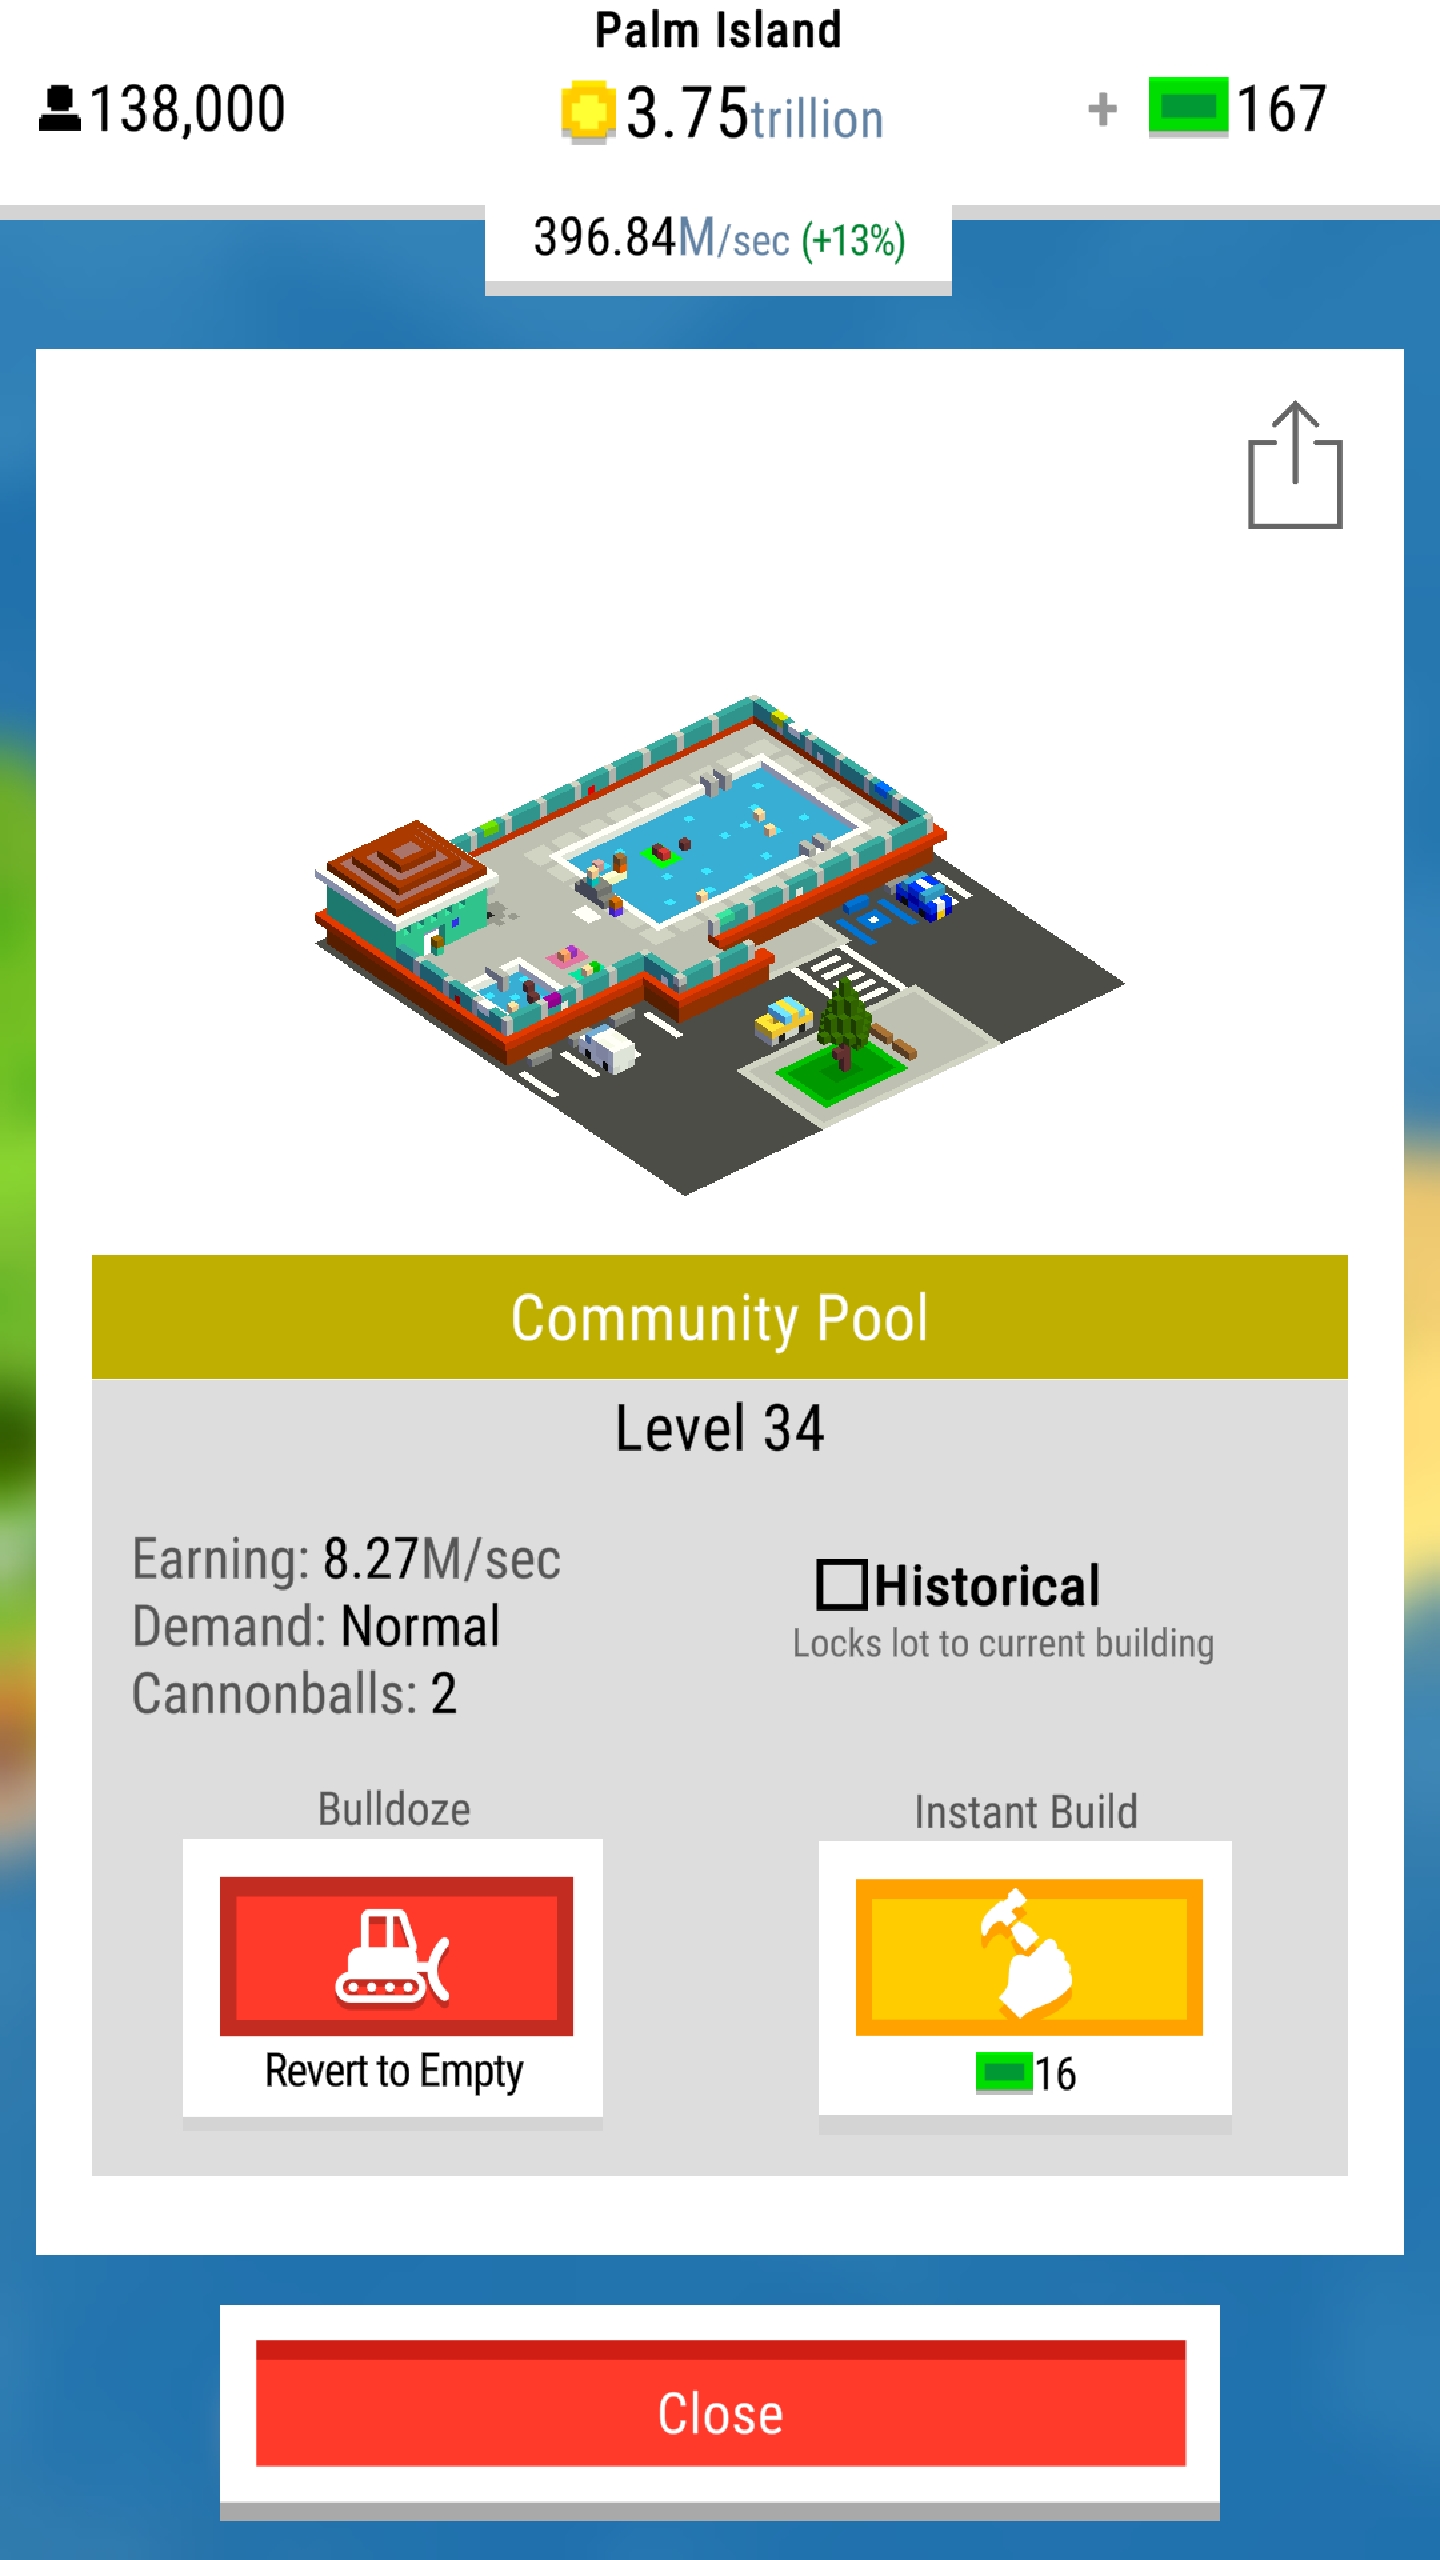 Palm Island
138,000
3.75trillion
+ 167
396.84M/sec (+13%)
Community Pool
Level 34
Earning: 8.27M/sec
Demand: Normal
Cannonballs: 2
Historical
Locks lot to current building
Bulldoze
Revert to Empty
Instant Build
16
Close